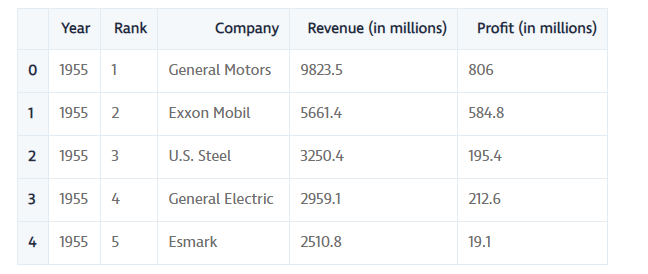 Year Rank Company Revenue (in millions) Profit (in millions)
0 1955 1 General Motors 9823.5 806
1 1955 2 Exxon Mobil 5661.4 584.8
2 1955 3 U.S. Steel 3250.4 195.4
3 1955 4 General Electric 2959.1 212.6
4 1955 5 Esmark 2510.8 19.1